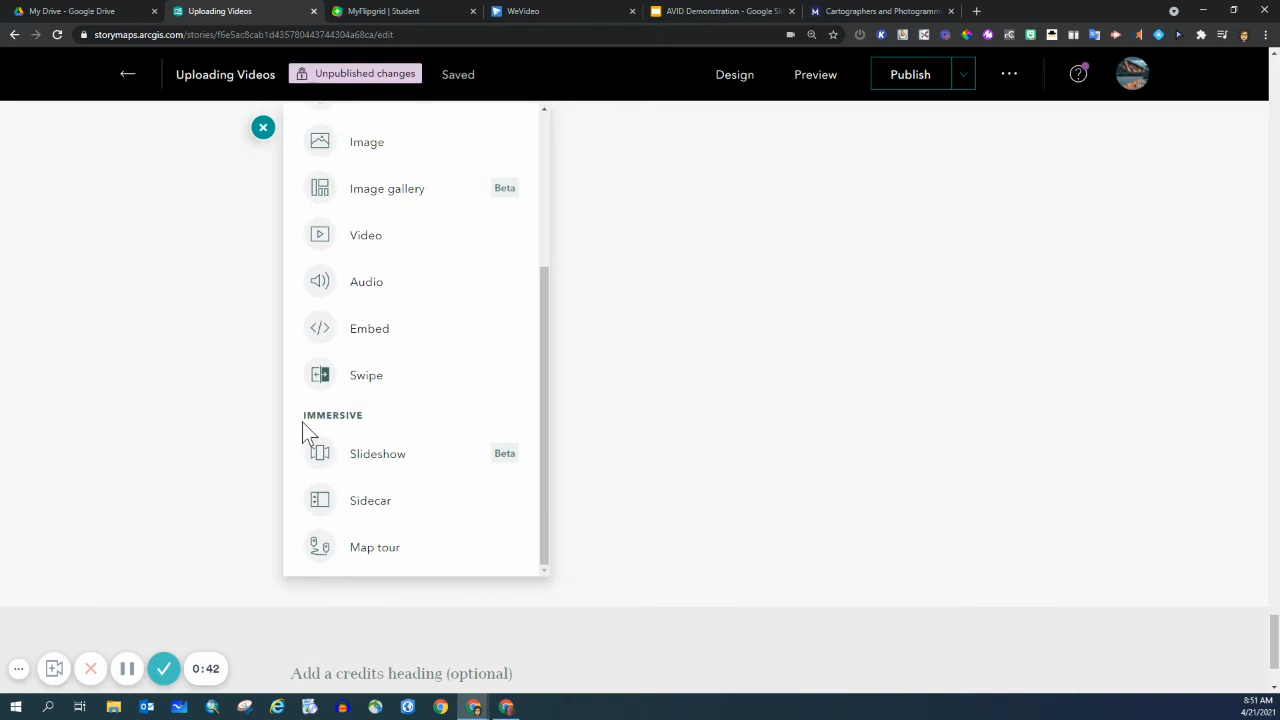 My Drive - Google Drive
Uploading Videos
MyFlipgrid | Student
WeVideo
AVID Demonstration - Google Sli
Cartographers and Photogramm
storymaps.arcgis.com/stories/f6e5ac8cab1d435780443744304a68ca/edit
Uploading Videos
Unpublished changes
Saved
Design
Preview
Publish
Image
Image gallery
Beta
Video
Audio
Embed
Swipe
IMMERSIVE
Slideshow
Beta
Sidecar
Map tour
Add a credits heading (optional)
0:42
8:51 AM
4/21/2021